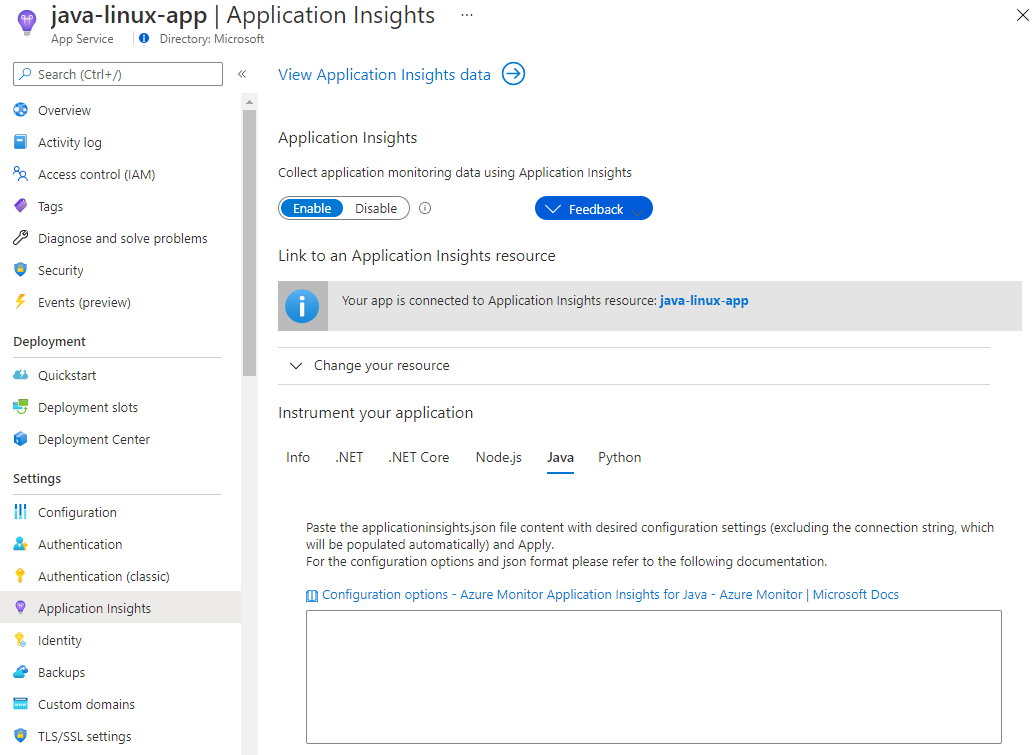 java-linux-app | Application Insights ...
App Service
Directory: Microsoft
Search (Ctrl+/)
«
Overview
Activity log
Access control (IAM)
Tags
Diagnose and solve problems
Security
Events (preview)
Deployment
Quickstart
Deployment slots
Deployment Center
Settings
Configuration
Authentication
Authentication (classic)
Application Insights
Identity
Backups
Custom domains
TLS/SSL settings
View Application Insights data
Application Insights
Collect application monitoring data using Application Insights
Enable Disable
Feedback
Link to an Application Insights resource
Your app is connected to Application Insights resource: java-linux-app
Change your resource
Instrument your application
Info .NET .NET Core Node.js Java Python
Paste the applicationinsights.json file content with desired configuration settings (excluding the connection string, which
will be populated automatically) and Apply.
For the configuration options and json format please refer to the following documentation.
Configuration options - Azure Monitor Application Insights for Java - Azure Monitor | Microsoft Docs